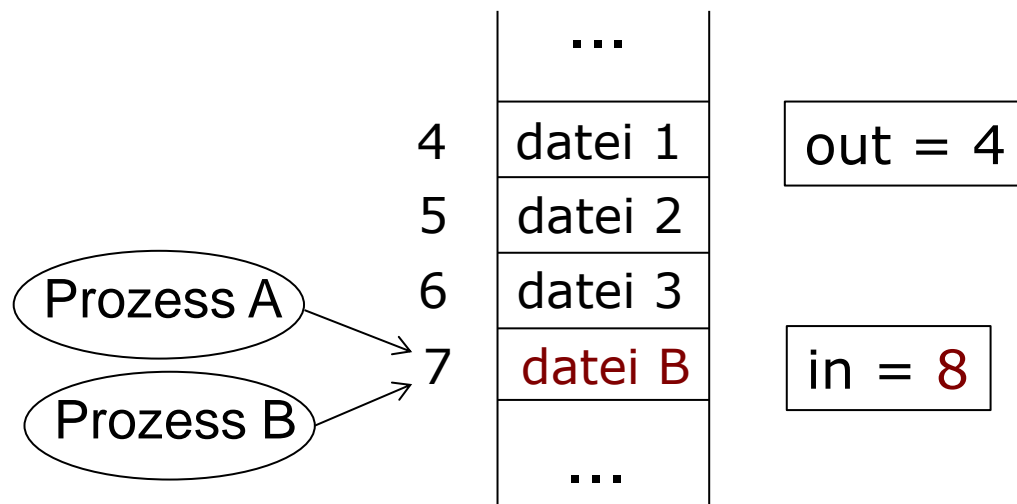 ...
4 datei 1 out = 4
5 datei 2
Prozess A 6 datei 3
7 datei B in = 8
Prozess B
...